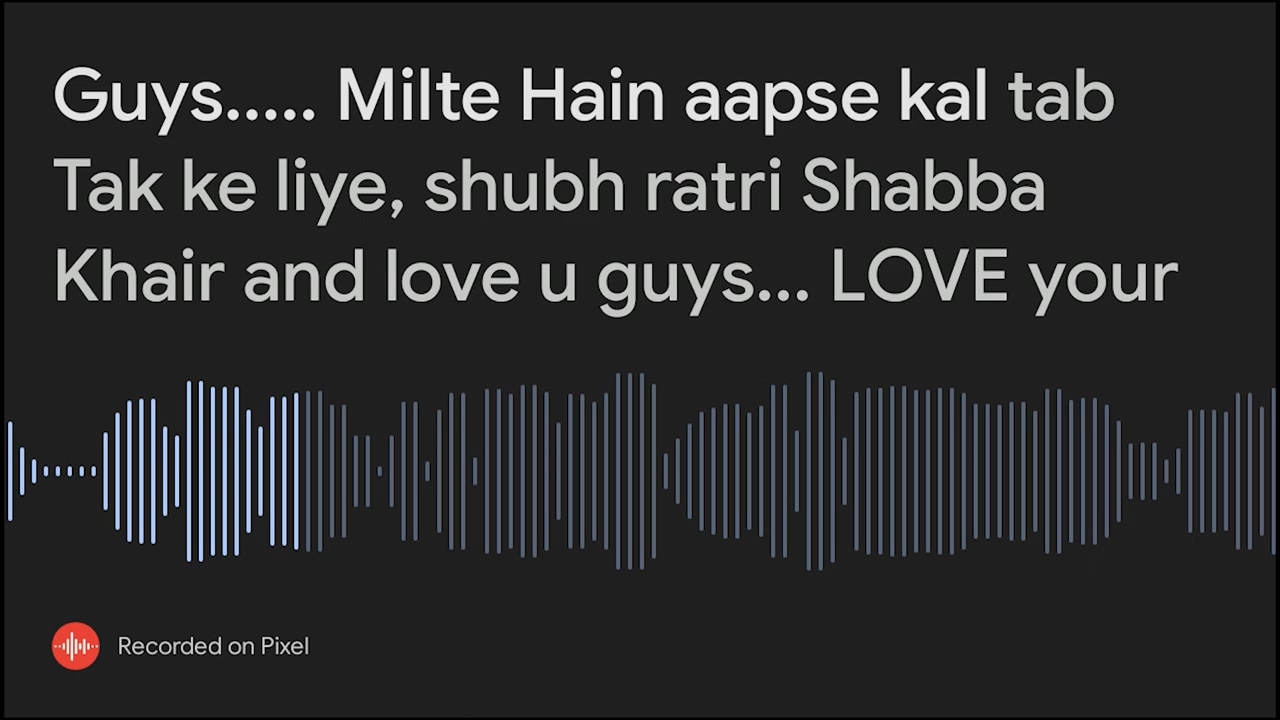 Guys..... Milte Hain aapse kal tab
Tak ke liye, shubh ratri Shabba
Khair and love u guys... LOVE your
Recorded on Pixel